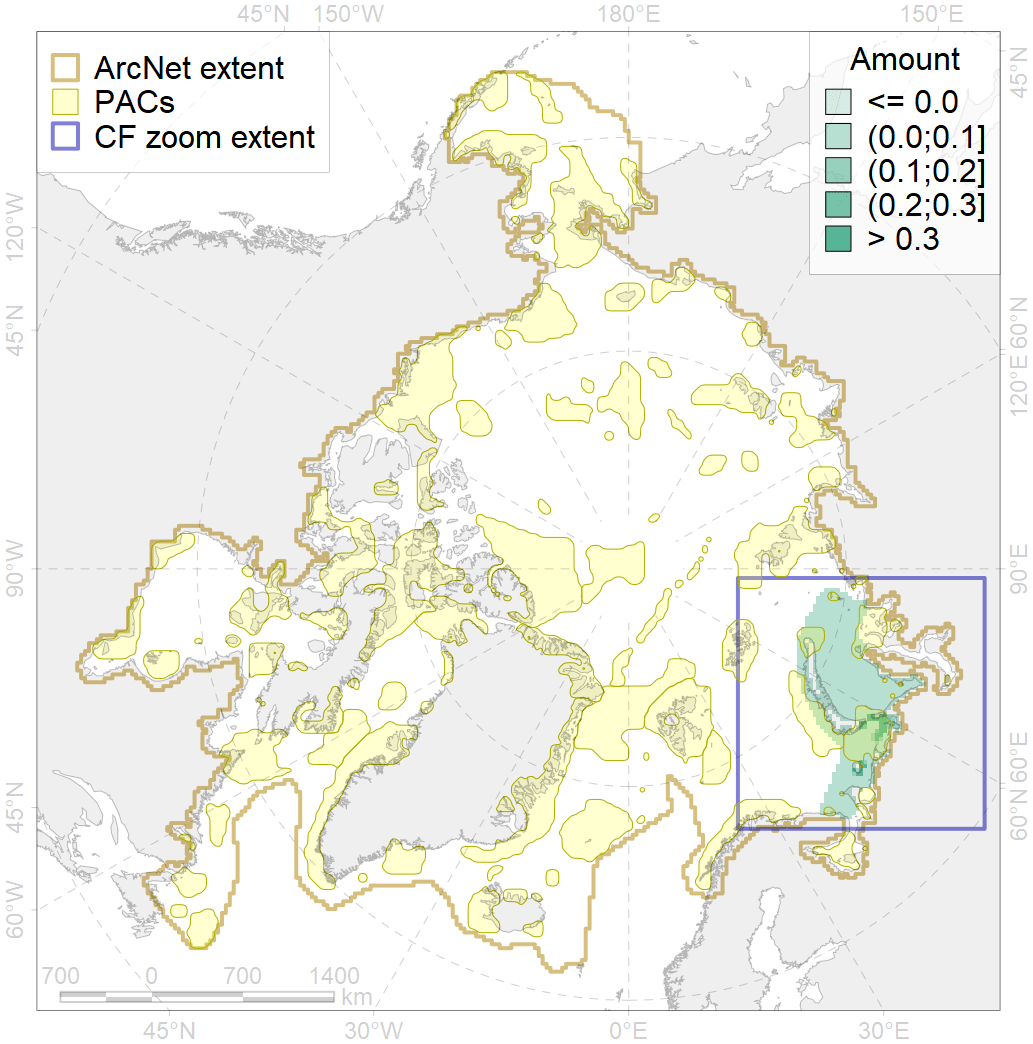 45°N 150°W 180°E 150°E
ArcNet extent
PACs
CF zoom extent
Amount
<= 0.0
(0.0;0.1]
(0.1;0.2]
(0.2;0.3]
> 0.3
45°N
120°W
45°N
60°N
120°E
90°W
90°E
45°N
60°E
60°N
60°W
700 0 700 1400
km
45°N 30°W 0°E 30°E